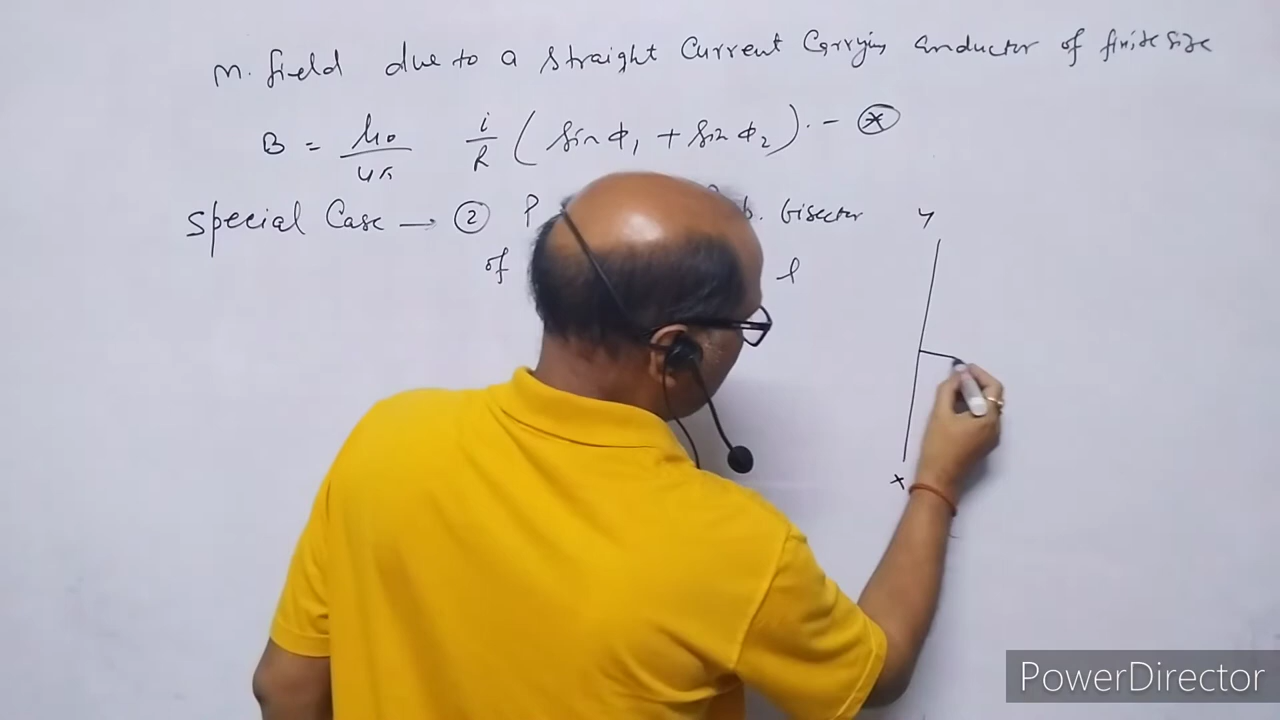 M. field due to a straight Current Carrying Conductor of finite size
B = μ₀/4π i/R ( sin ϕ₁ + sin ϕ₂ ). - *
Special Case → ② P b. bisector
of l
Y
X
PowerDirector